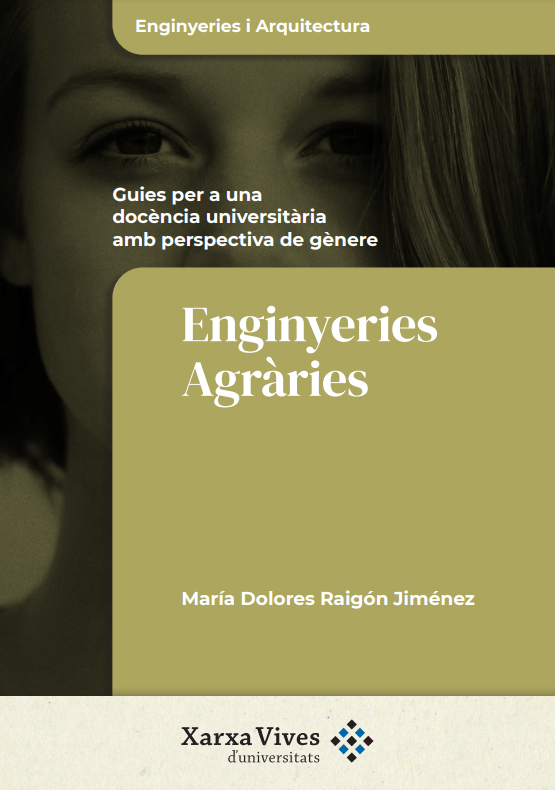 Enginyeries i Arquitectura
Guies per a una
docència universitària
amb perspectiva de gènere
Enginyeries
Agràries
María Dolores Raigón Jiménez
Xarxa Vives
d'universitats